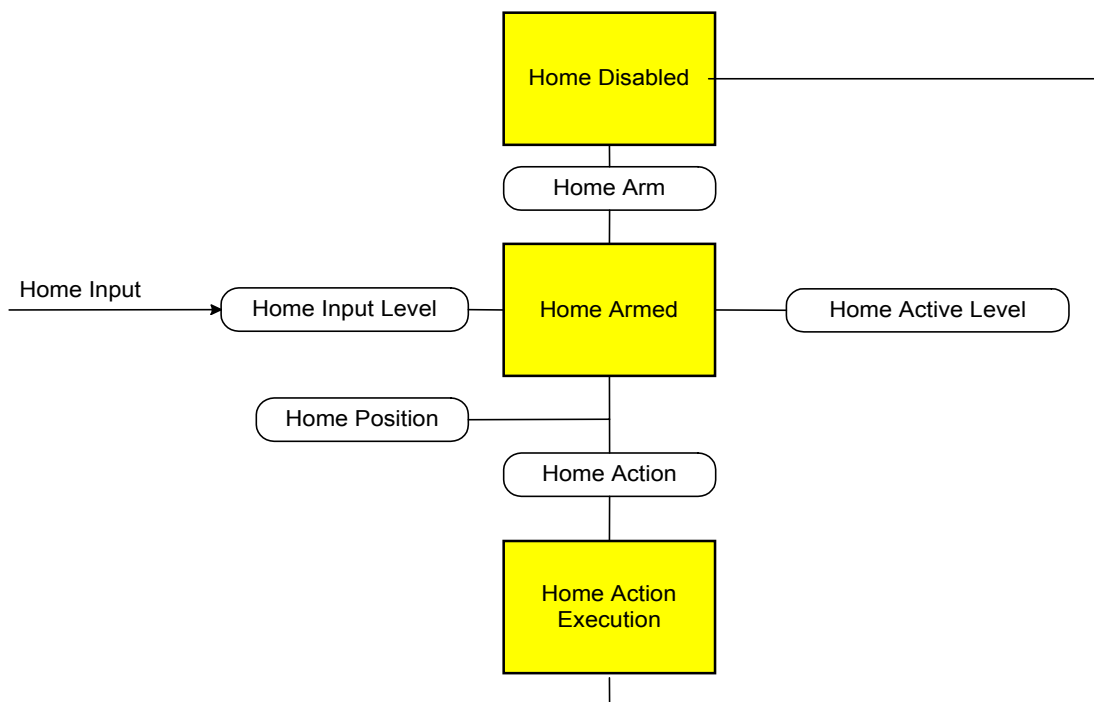 Home Disabled
Home Arm
Home Input
Home Input Level
Home Armed
Home Active Level
Home Position
Home Action
Home Action
Execution